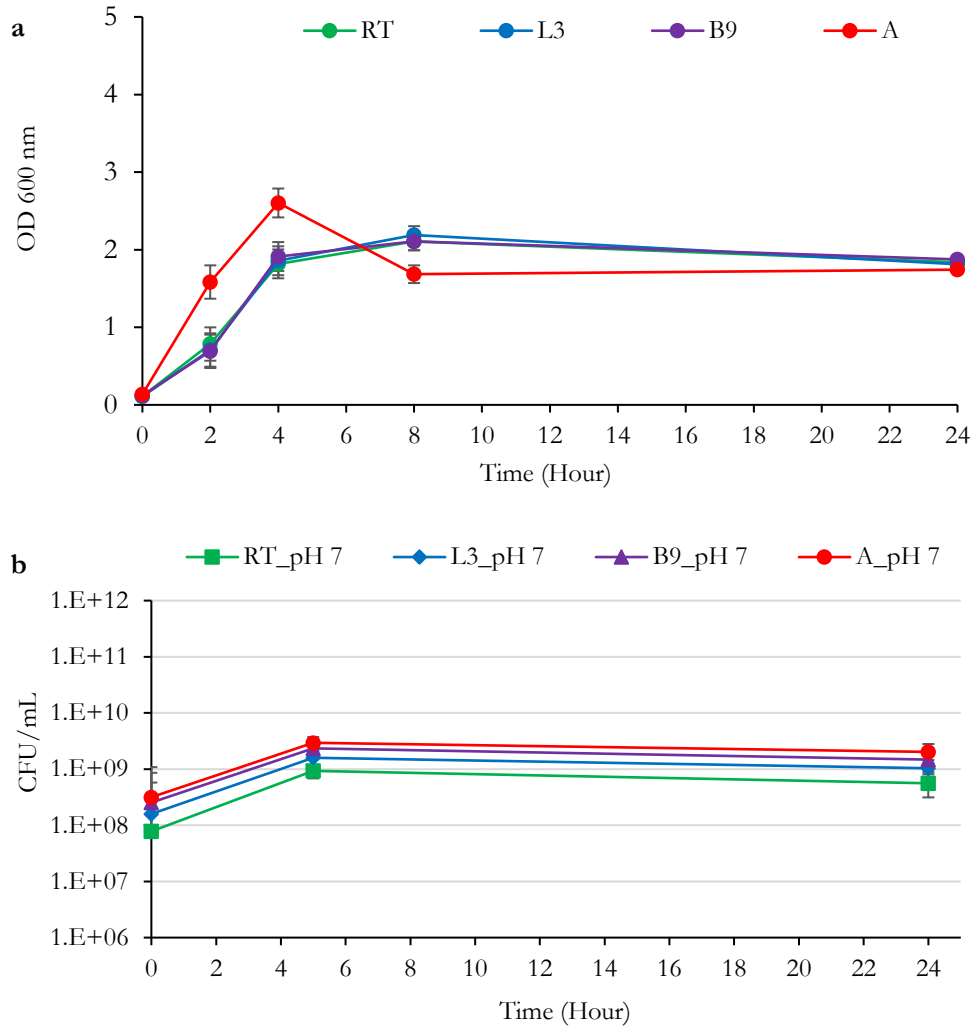 a
RT L3 B9 A
5
4
3
2
1
0
OD 600 nm
0 2 4 6 8 10 12 14 16 18 20 22 24
Time (Hour)
b
RT_pH 7 L3_pH 7 B9_pH 7 A_pH 7
1.E+12
1.E+11
1.E+10
1.E+09
1.E+08
1.E+07
1.E+06
CFU/mL
0 2 4 6 8 10 12 14 16 18 20 22 24
Time (Hour)